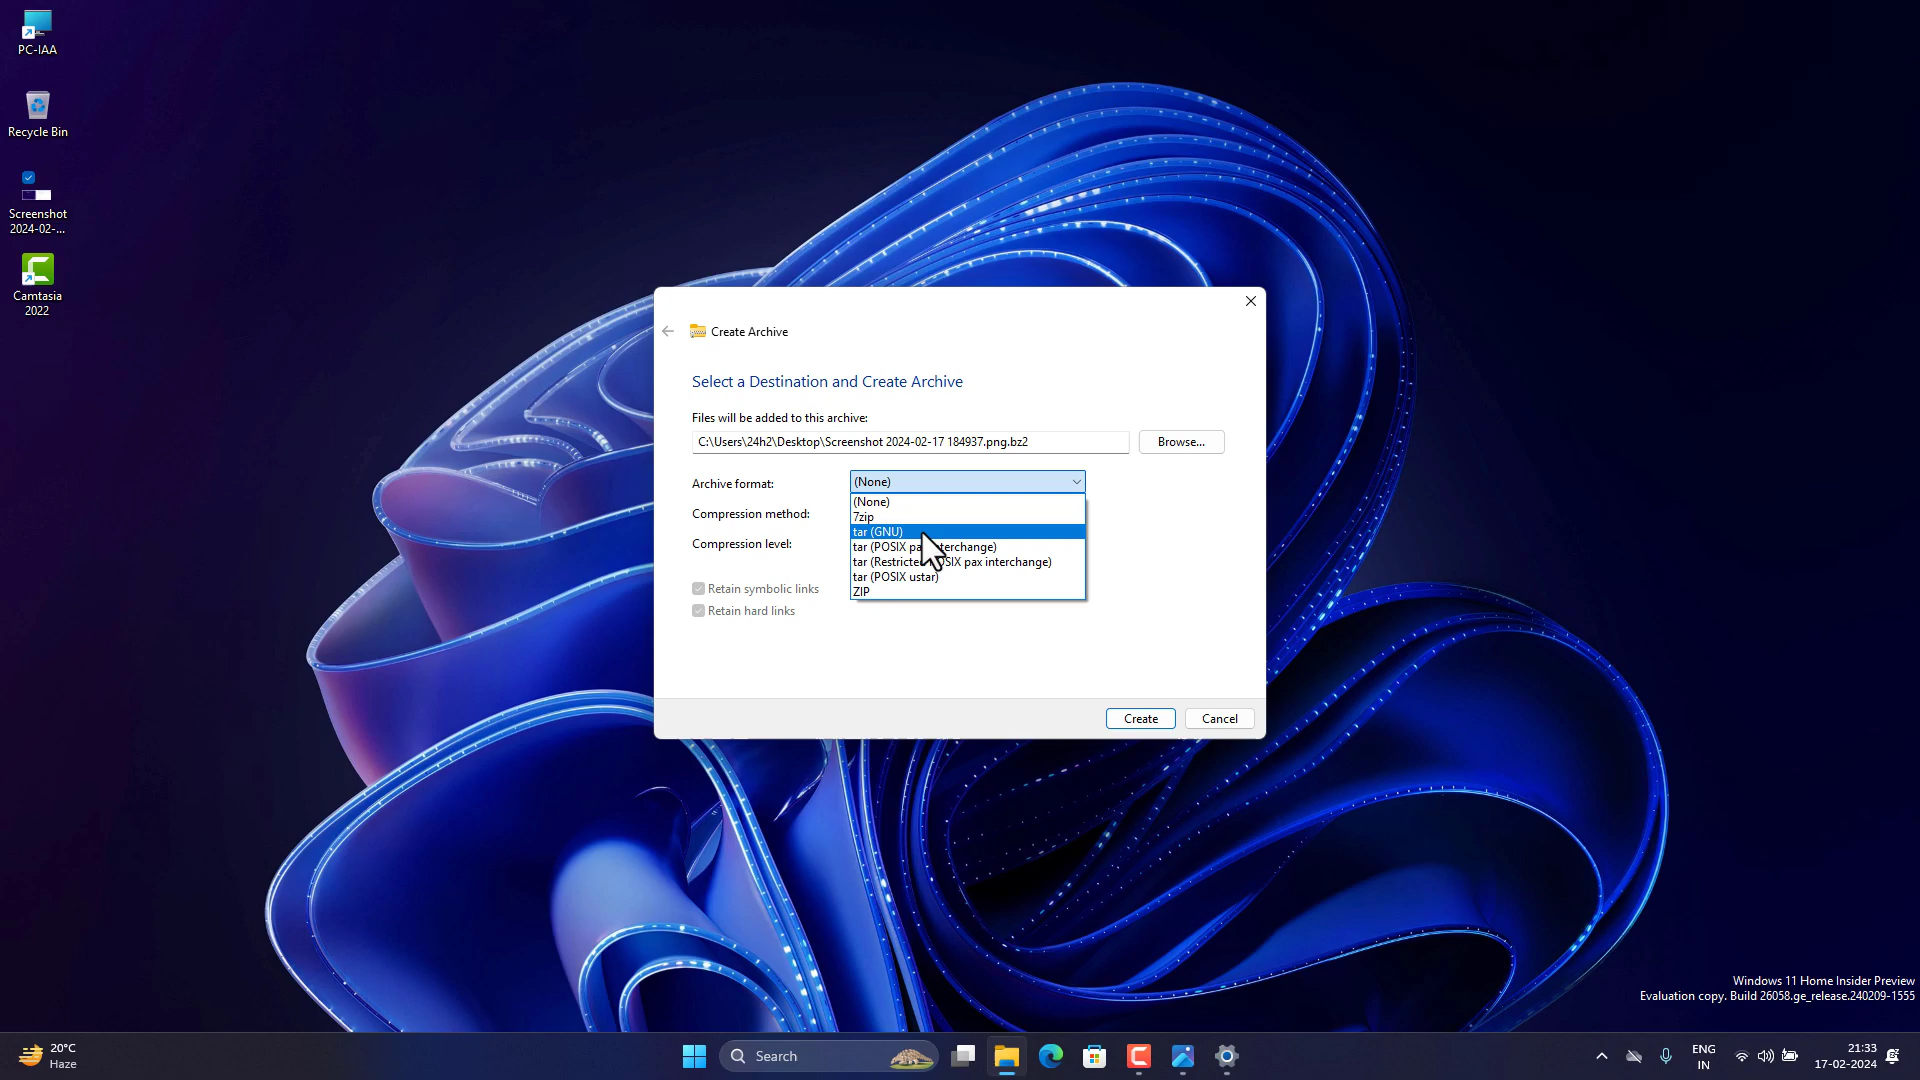 PC-IAA
Recycle Bin
Screenshot
2024-02-...
Camtasia
2022
Create Archive
Select a Destination and Create Archive
Files will be added to this archive:
C:\Users\24h2\Desktop\Screenshot 2024-02-17 184937.png.bz2
Browse...
Archive format:
(None)
(None)
7zip
Compression method:
tar (GNU)
Compression level:
tar (POSIX pa terchange)
tar (Restricte SIX pax interchange)
tar (POSIX ustar)
ZIP
Retain symbolic links
Retain hard links
Create
Cancel
Windows 11 Home Insider Preview
Evaluation copy. Build 26058.ge_release.240209-1555
20°C
Haze
Search
ENG
IN
21:33
17-02-2024